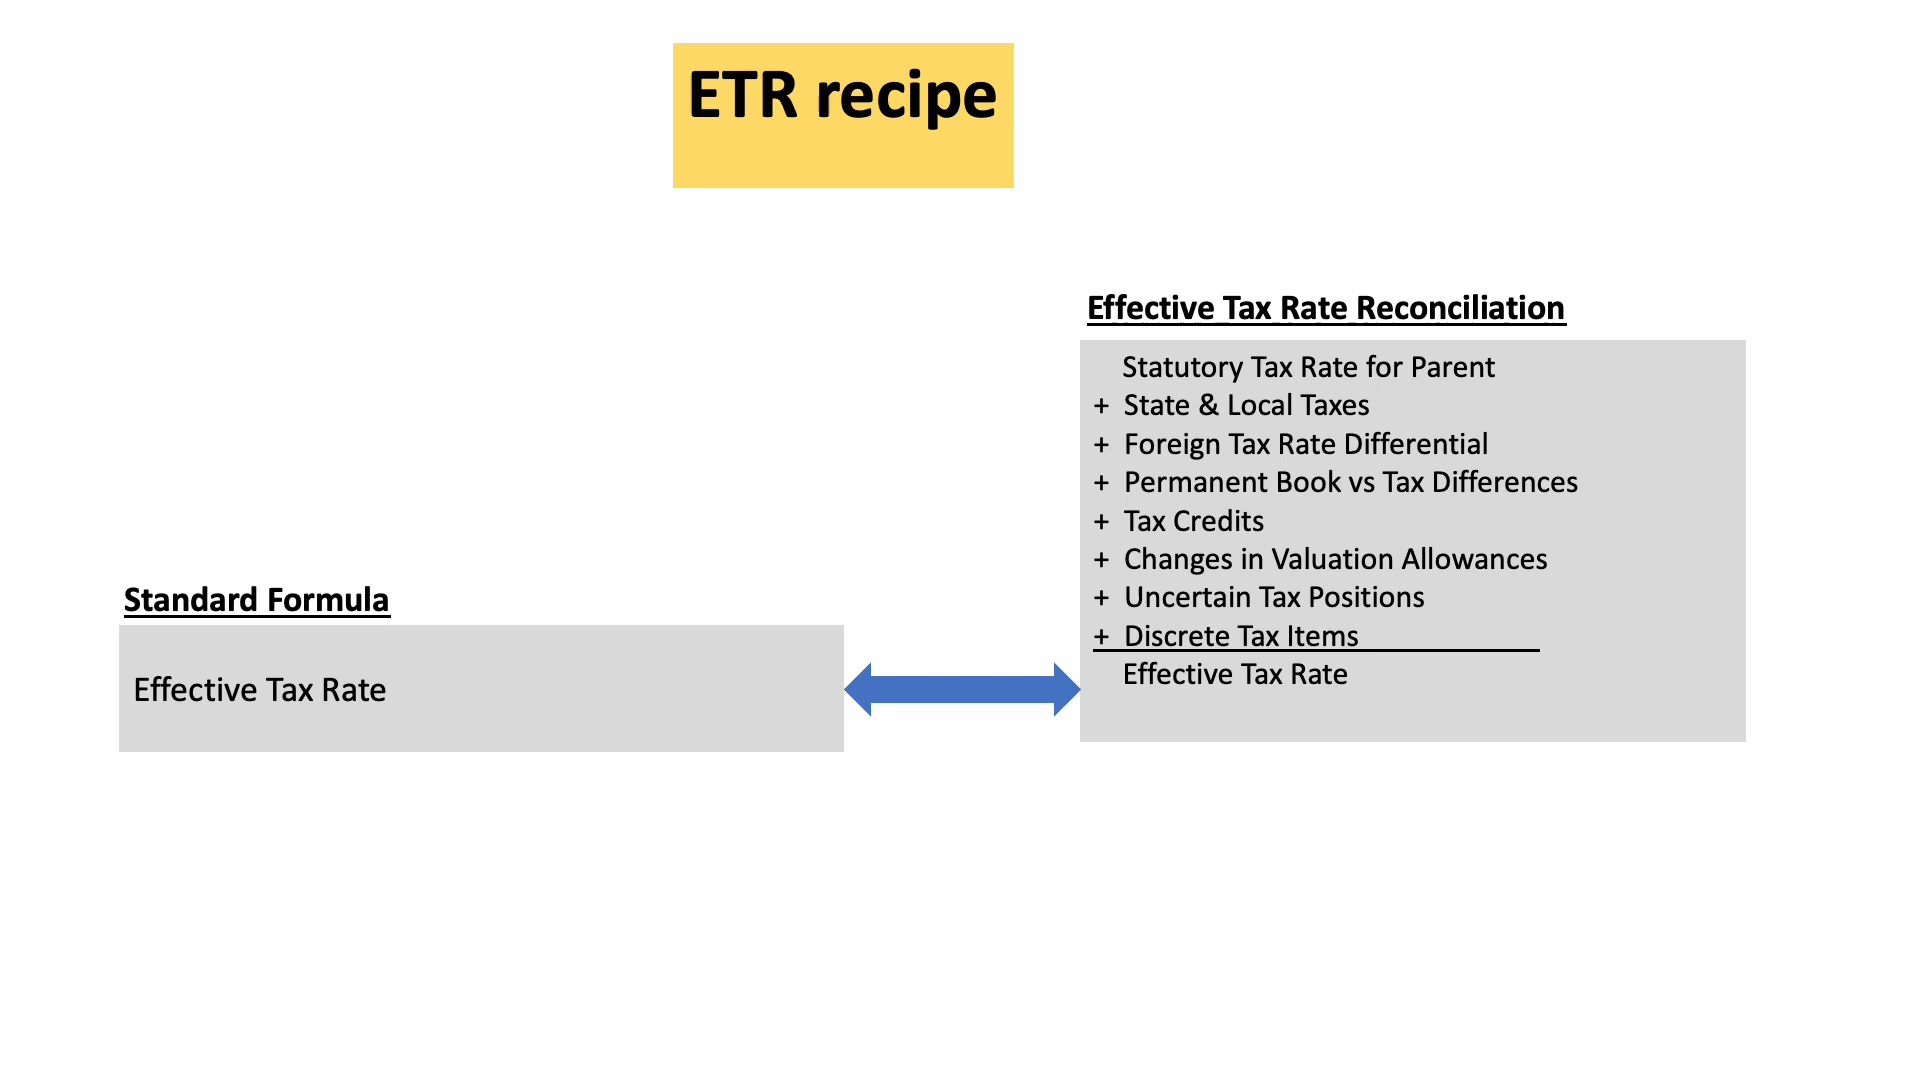 ETR recipe
Standard Formula
Effective Tax Rate
Effective Tax Rate Reconciliation
Statutory Tax Rate for Parent
+ State & Local Taxes
+ Foreign Tax Rate Differential
+ Permanent Book vs Tax Differences
+ Tax Credits
+ Changes in Valuation Allowances
+ Uncertain Tax Positions
+ Discrete Tax Items
Effective Tax Rate